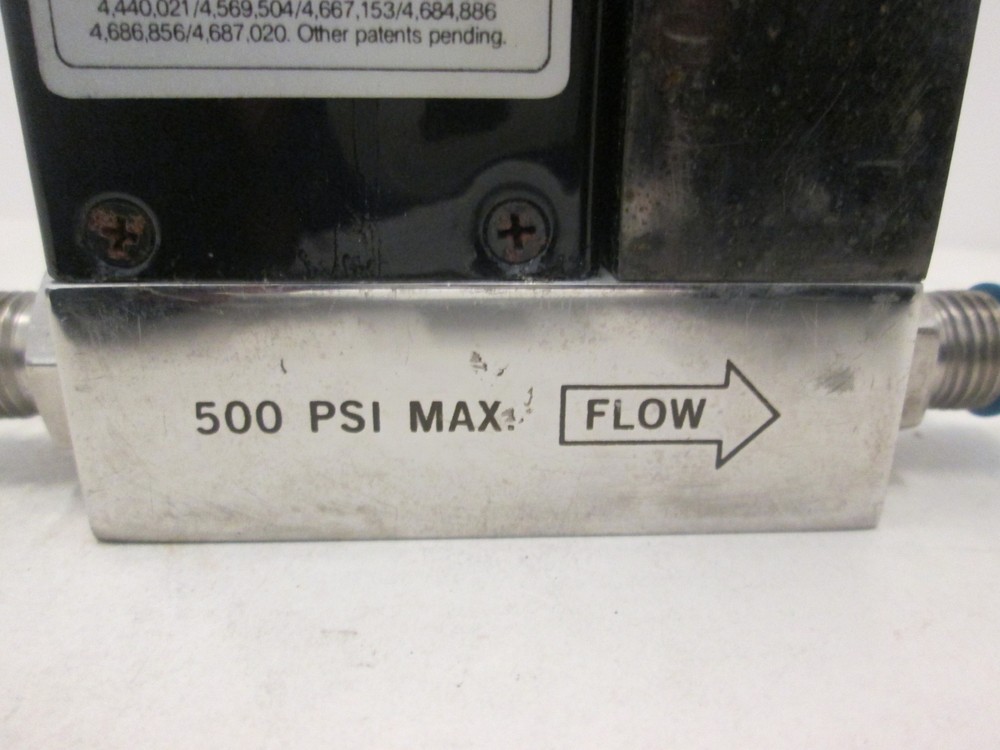 4,440,021/4,569,504/4,667,153/4,684,886
4,686,856/4,687,020. Other patents pending.
500 PSI MAX. FLOW